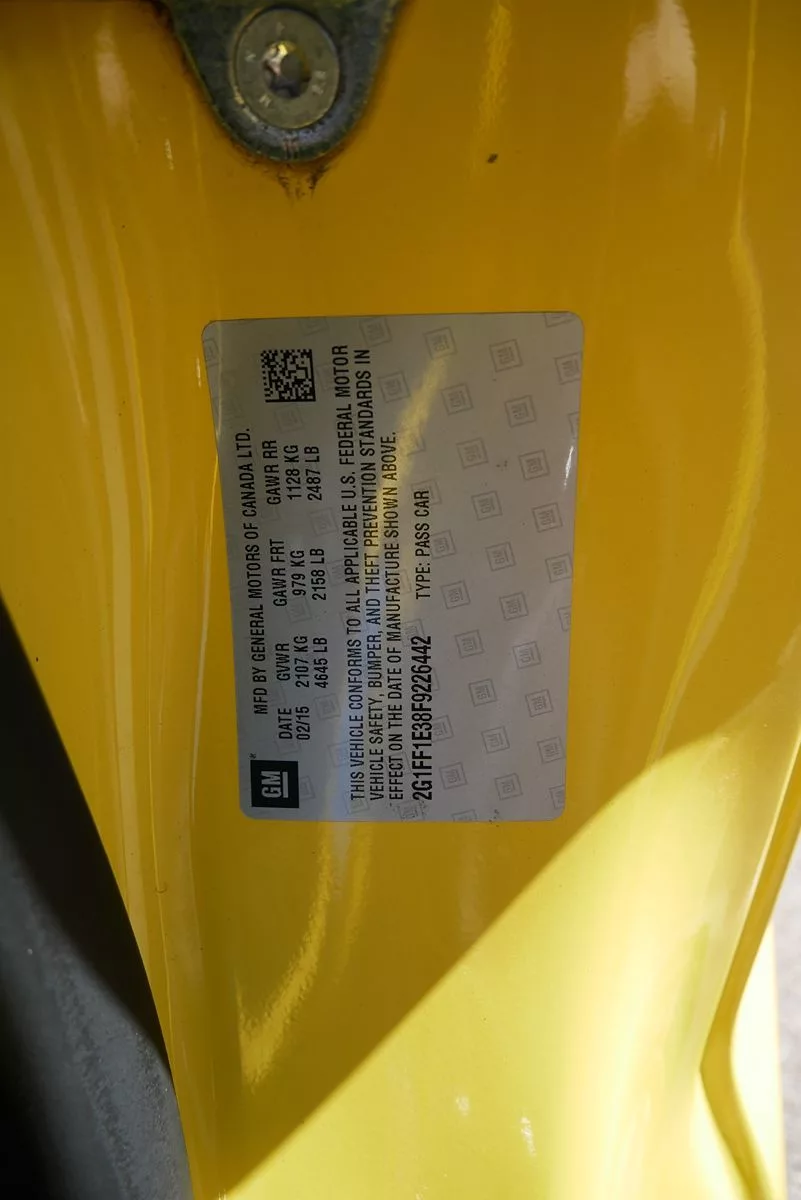 GM
MFD BY GENERAL MOTORS OF CANADA LTD.
DATE GVWR GAWR FRT GAWR RR
02/15 2107 KG 979 KG 1128 KG
4645 LB 2158 LB 2487 LB
THIS VEHICLE CONFORMS TO ALL APPLICABLE U.S. FEDERAL MOTOR
VEHICLE SAFETY, BUMPER, AND THEFT PREVENTION STANDARDS IN
EFFECT ON THE DATE OF MANUFACTURE SHOWN ABOVE.
2G1FF1E38F9226442 TYPE: PASS CAR